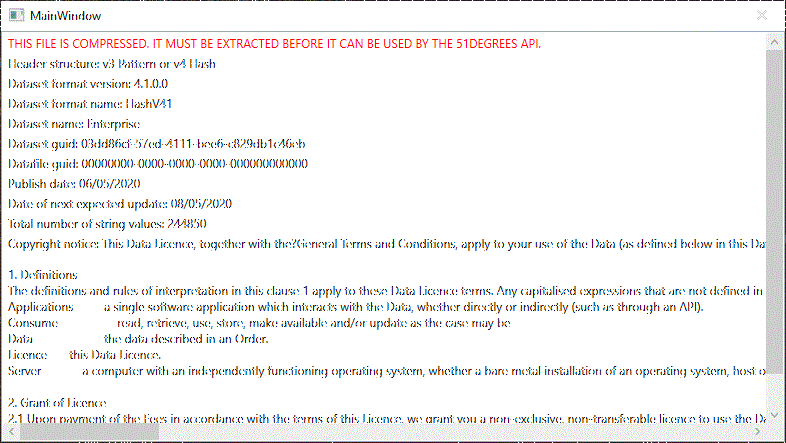 MainWindow
THIS FILE IS COMPRESSED. IT MUST BE EXTRACTED BEFORE IT CAN BE USED BY THE 51DEGREES API.
Header structure: v3 Pattern or v4 Hash
Dataset format version: 4.1.0.0
Dataset format name: HashV41
Dataset name: Enterprise
Dataset guid: 03dd86cf-57ed-4111-bee6-c829db1c46eb
Datafile guid: 00000000-0000-0000-0000-000000000000
Publish date: 06/05/2020
Date of next expected update: 08/05/2020
Total number of string values: 244850
Copyright notice: This Data Licence, together with the?General Terms and Conditions, apply to your use of the Data (as defined below in this Da
1. Definitions
The definitions and rules of interpretation in this clause 1 apply to these Data Licence terms. Any capitalised expressions that are not defined in
Applications a single software application which interacts with the Data, whether directly or indirectly (such as through an API).
Consume read, retrieve, use, store, make available and/or update as the case may be
Data the data described in an Order.
Licence this Data Licence.
Server a computer with an independently functioning operating system, whether a bare metal installation of an operating system, host o
2. Grant of Licence
2.1 Upon payment of the Fees in accordance with the terms of this Licence, we grant you a non-exclusive, non-transferable licence to use the Da